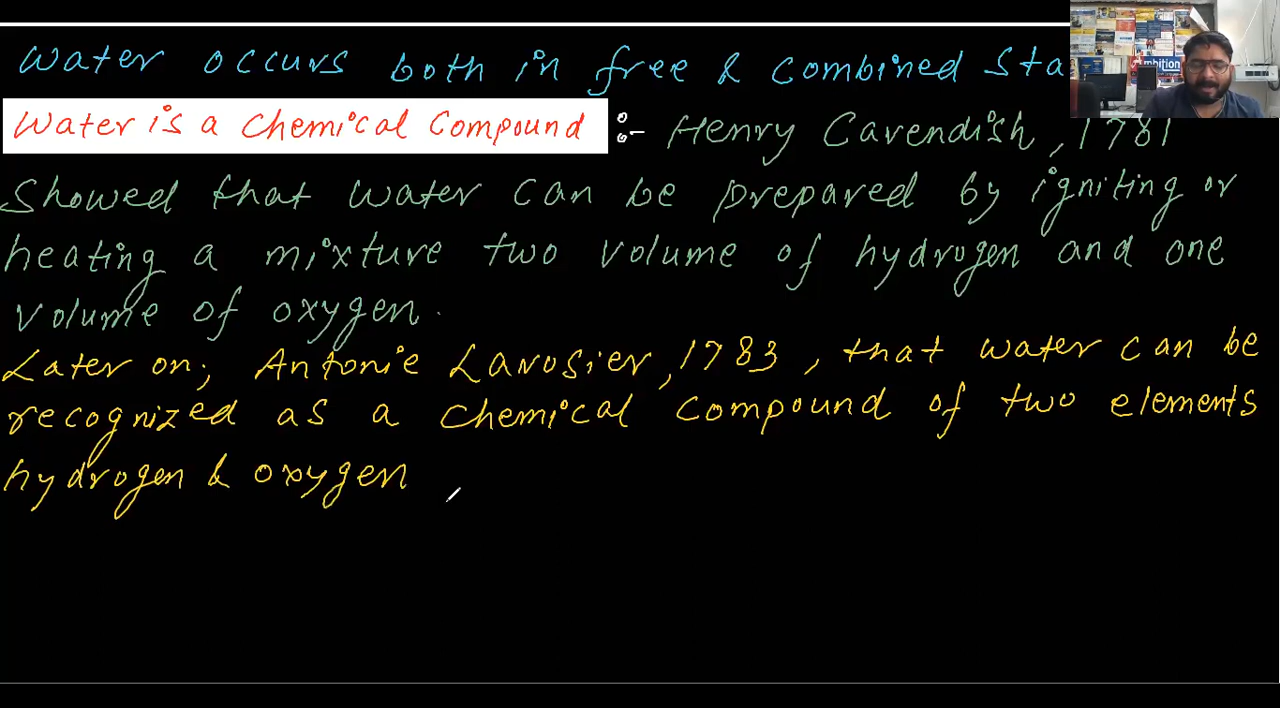 Water occurs both in free & combined Sta
Water is a Chemical Compound :- Henry Cavendish, 1781
Showed that water can be prepared by igniting or
heating a mixture two volume of hydrogen and one
volume of oxygen.
Later on, Antonie Lavosier, 1783, that water can be
recognized as a chemical compound of two elements
hydrogen & oxygen
mbition